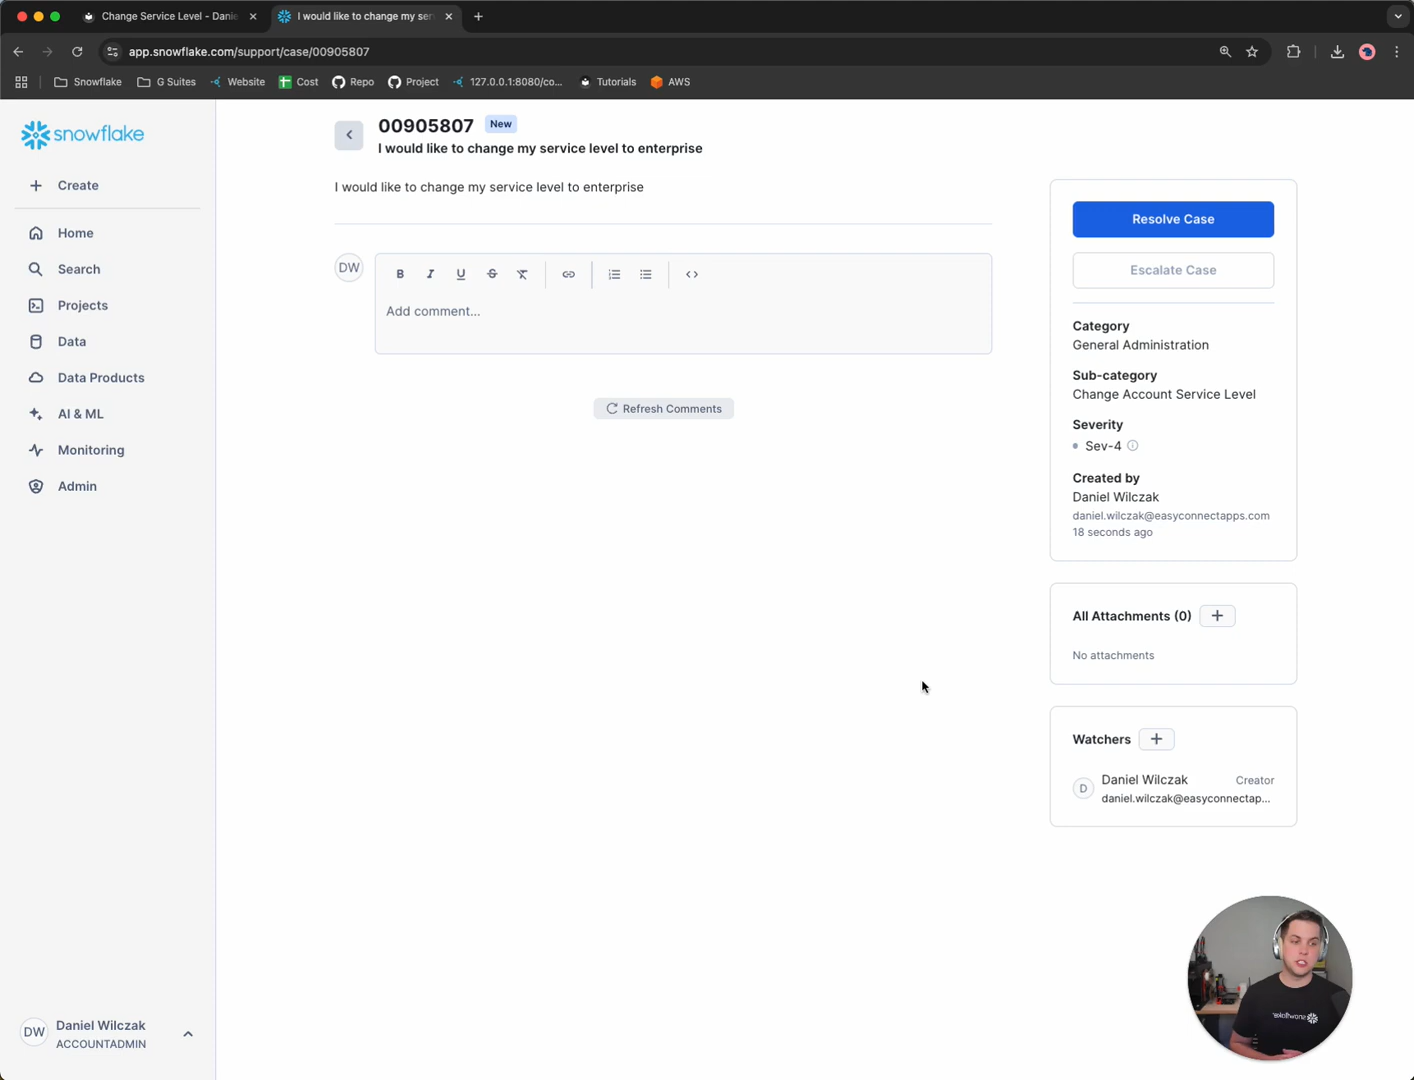 Change Service Level - Danie
I would like to change my ser
app.snowflake.com/support/case/00905807
Snowflake
G Suites
Website
Cost
Repo
Project
127.0.0.1:8080/co...
Tutorials
AWS
snowflake
Create
Home
Search
Projects
Data
Data Products
AI & ML
Monitoring
Admin
DW
Daniel Wilczak
ACCOUNTADMIN
00905807
New
I would like to change my service level to enterprise
I would like to change my service level to enterprise
DW
B I U S
Add comment...
Refresh Comments
Resolve Case
Escalate Case
Category
General Administration
Sub-category
Change Account Service Level
Severity
Sev-4
Created by
Daniel Wilczak
daniel.wilczak@easyconnectapps.com
18 seconds ago
All Attachments (0)
No attachments
Watchers
D
Daniel Wilczak
Creator
daniel.wilczak@easyconnectap...